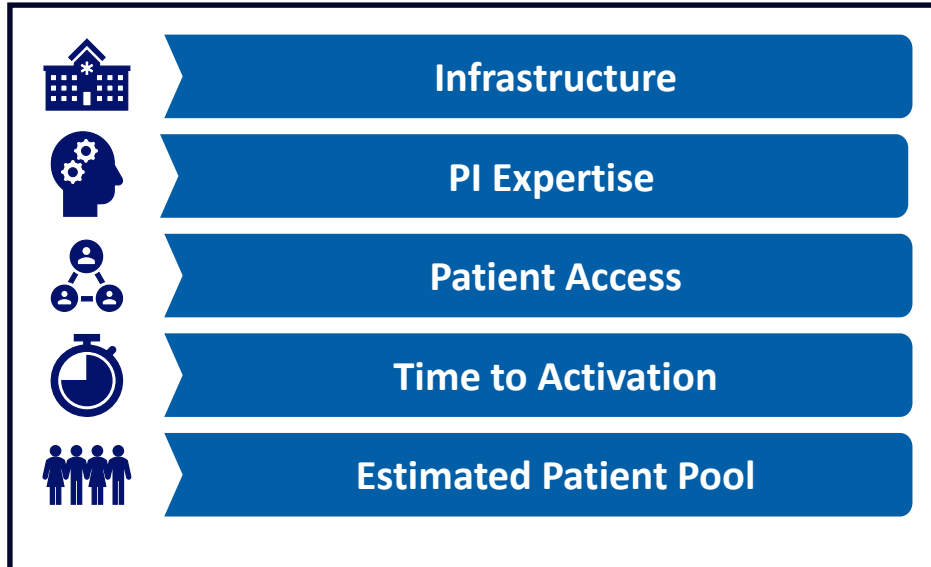 Infrastructure
PI Expertise
Patient Access
Time to Activation
Estimated Patient Pool